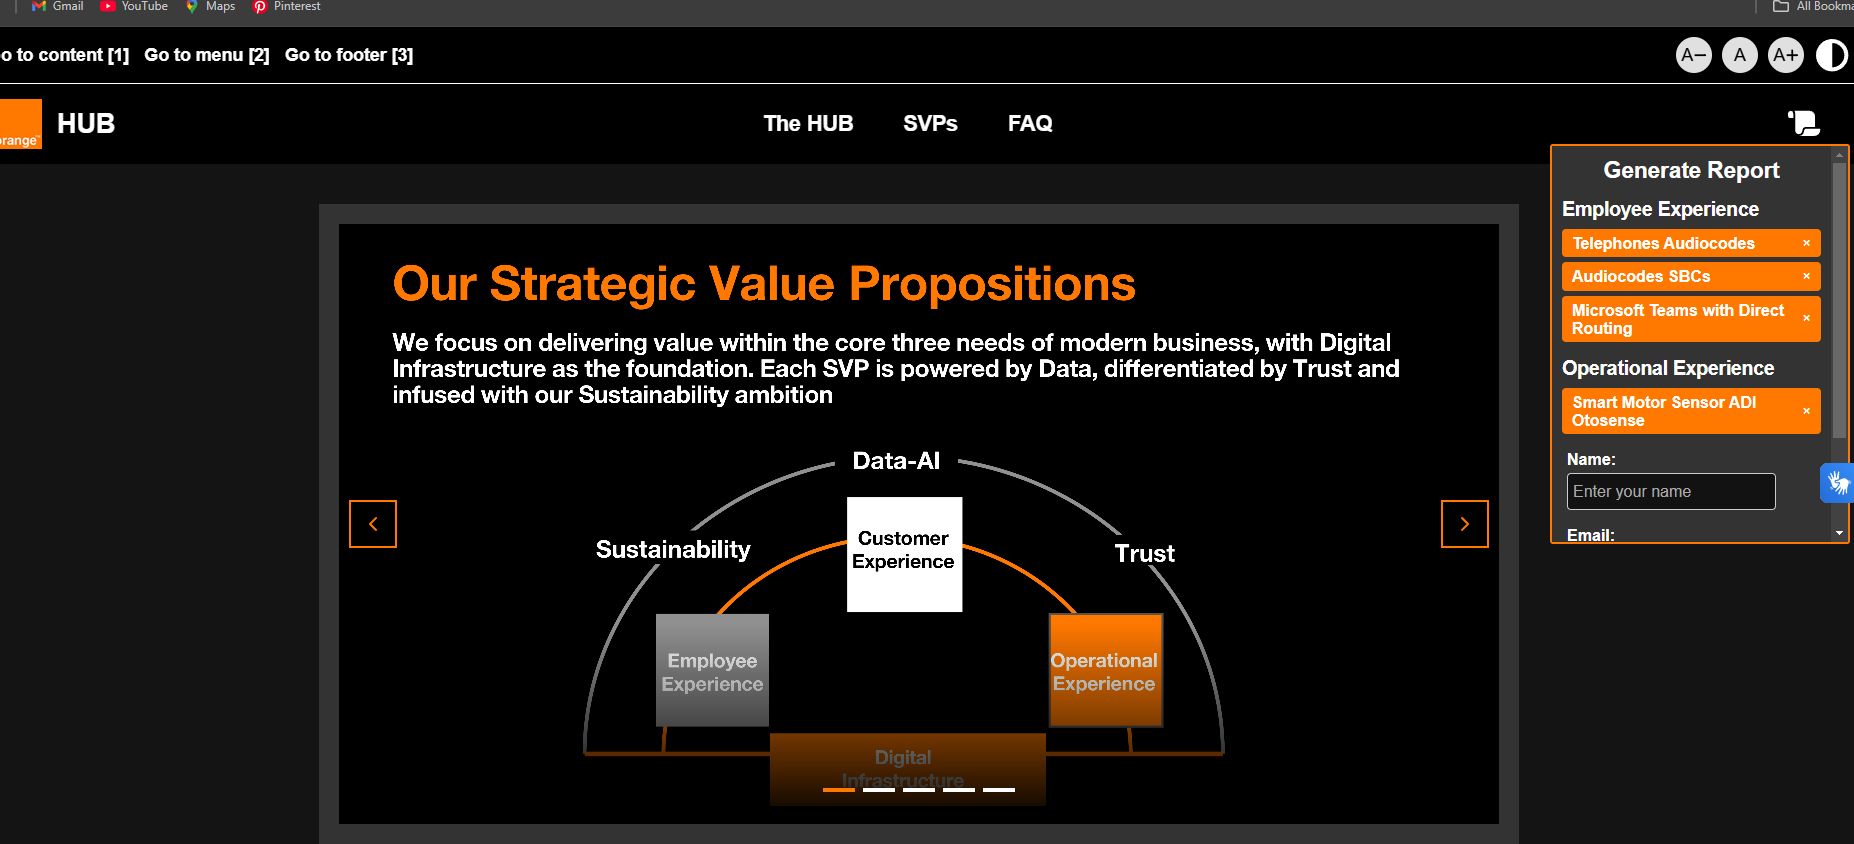 Gmail YouTube Maps Pinterest All Bookma
o to content [1] Go to menu [2] Go to footer [3] A− A A+
orange™ HUB The HUB SVPs FAQ
Generate Report
Employee Experience
Telephones Audiocodes ×
Audiocodes SBCs ×
Microsoft Teams with Direct
Routing ×
Operational Experience
Smart Motor Sensor ADI
Otosense ×
Name:
Enter your name
Email:
Our Strategic Value Propositions
We focus on delivering value within the core three needs of modern business, with Digital
Infrastructure as the foundation. Each SVP is powered by Data, differentiated by Trust and
infused with our Sustainability ambition
Data-AI
Customer
Experience
Sustainability
Trust
Employee
Experience
Operational
Experience
Digital
Infrastructure